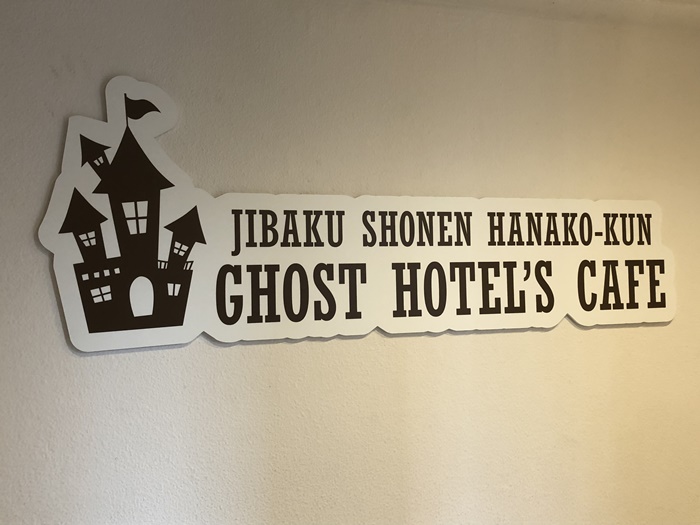 JIBAKU SHONEN HANAKO-KUN
GHOST HOTEL'S CAFE